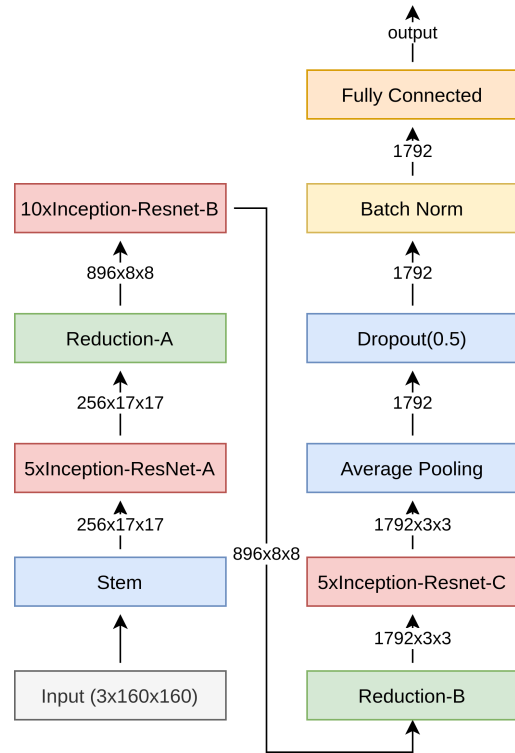 output
Fully Connected
1792
10xInception-Resnet-B
Batch Norm
896x8x8
1792
Reduction-A
Dropout(0.5)
256x17x17
1792
5xInception-ResNet-A
Average Pooling
256x17x17
1792x3x3
896x8x8
Stem
5xInception-Resnet-C
1792x3x3
Input (3x160x160)
Reduction-B